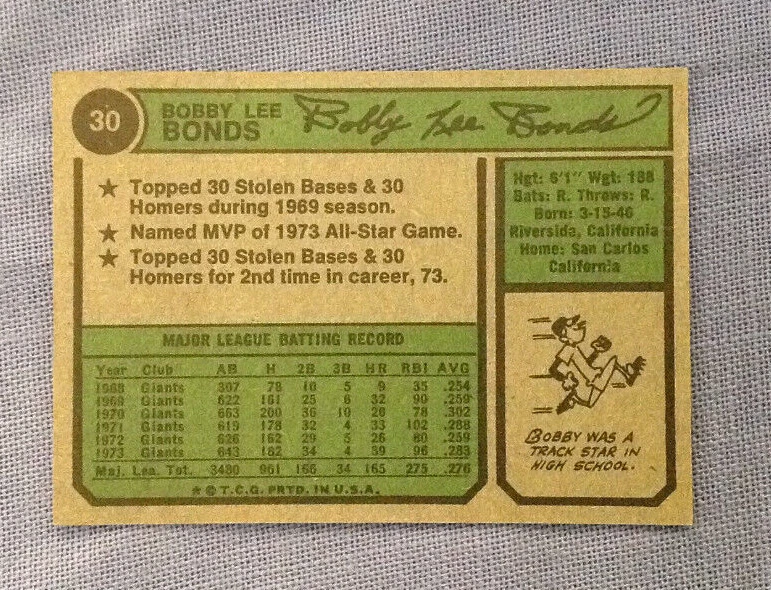 30
BOBBY LEE
BONDS
Bobby Lee Bonds
★ Topped 30 Stolen Bases & 30
Homers during 1969 season.
★ Named MVP of 1973 All-Star Game.
★ Topped 30 Stolen Bases & 30
Homers for 2nd time in career, 73.
Hgt: 6'1" Wgt: 188
Bats: R. Throws: R.
Born: 3-15-46
Riverside, California
Home: San Carlos
California
MAJOR LEAGUE BATTING RECORD
Year Club AB H 2B 3B HR RBI AVG
1968 Giants 307 78 10 5 9 35 .254
1969 Giants 622 161 25 6 32 90 .259
1970 Giants 663 200 36 10 26 78 .302
1971 Giants 619 178 32 4 33 102 .288
1972 Giants 626 162 29 5 26 80 .259
1973 Giants 643 182 34 4 39 96 .283
Maj. Lea. Tot. 3480 961 166 34 165 275 .276
★ © T.C.G. PRTD. IN U.S.A.
BOBBY WAS A
TRACK STAR IN
HIGH SCHOOL.